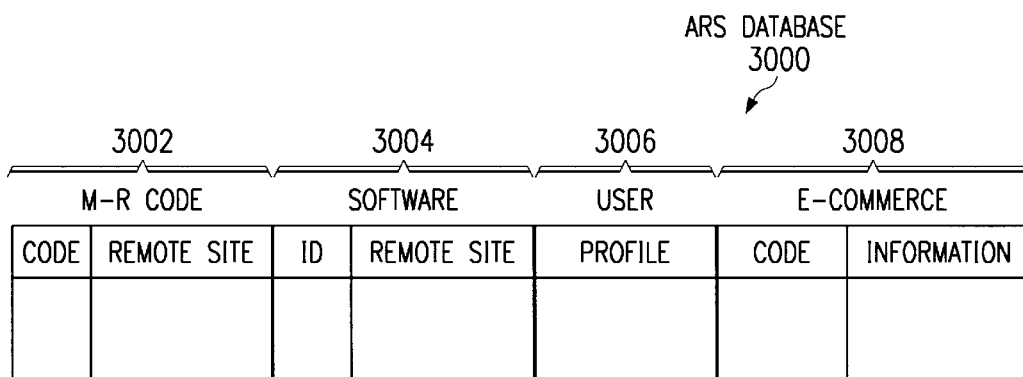 ARS DATABASE
3000
3002 3004 3006 3008
M-R CODE SOFTWARE USER E-COMMERCE
CODE REMOTE SITE ID REMOTE SITE PROFILE CODE INFORMATION